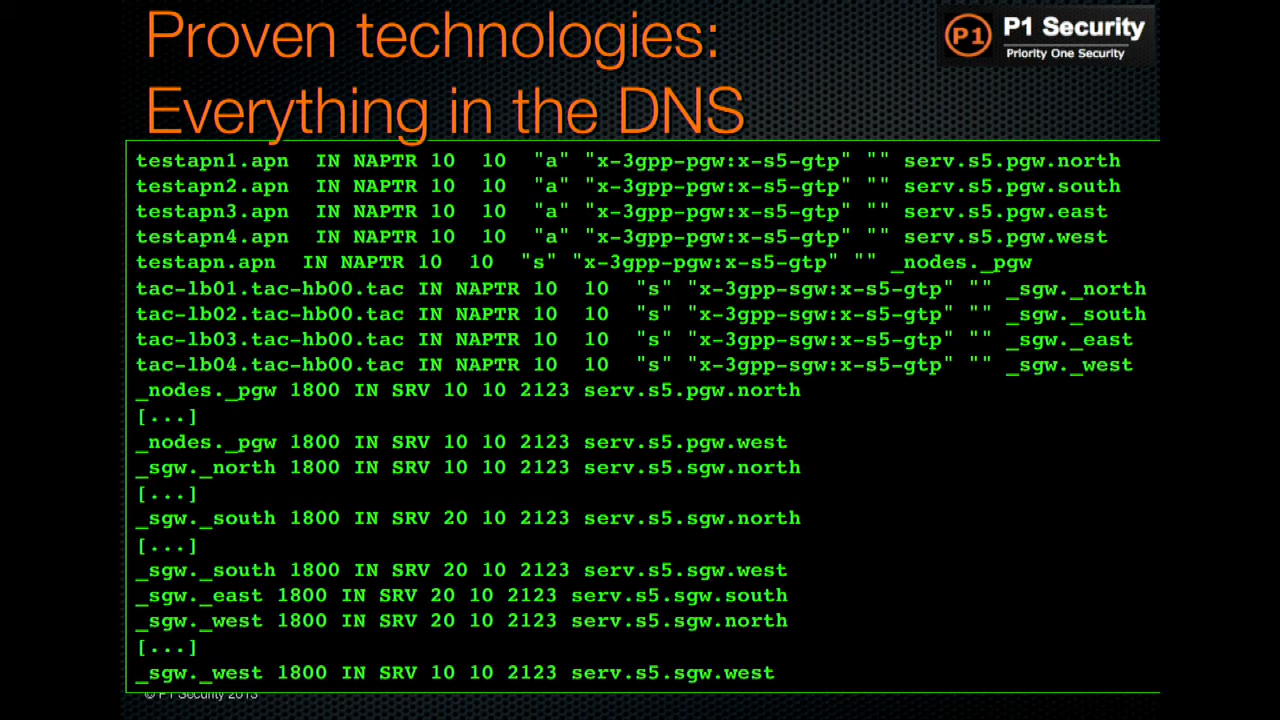 Proven technologies:
Everything in the DNS
P1
P1 Security
Priority One Security
testapn1.apn IN NAPTR 10 10 "a" "x-3gpp-pgw:x-s5-gtp" "" serv.s5.pgw.north
testapn2.apn IN NAPTR 10 10 "a" "x-3gpp-pgw:x-s5-gtp" "" serv.s5.pgw.south
testapn3.apn IN NAPTR 10 10 "a" "x-3gpp-pgw:x-s5-gtp" "" serv.s5.pgw.east
testapn4.apn IN NAPTR 10 10 "a" "x-3gpp-pgw:x-s5-gtp" "" serv.s5.pgw.west
testapn.apn IN NAPTR 10 10 "s" "x-3gpp-pgw:x-s5-gtp" "" _nodes._pgw
tac-lb01.tac-hb00.tac IN NAPTR 10 10 "s" "x-3gpp-sgw:x-s5-gtp" "" _sgw._north
tac-lb02.tac-hb00.tac IN NAPTR 10 10 "s" "x-3gpp-sgw:x-s5-gtp" "" _sgw._south
tac-lb03.tac-hb00.tac IN NAPTR 10 10 "s" "x-3gpp-sgw:x-s5-gtp" "" _sgw._east
tac-lb04.tac-hb00.tac IN NAPTR 10 10 "s" "x-3gpp-sgw:x-s5-gtp" "" _sgw._west
_nodes._pgw 1800 IN SRV 10 10 2123 serv.s5.pgw.north
[...]
_nodes._pgw 1800 IN SRV 10 10 2123 serv.s5.pgw.west
_sgw._north 1800 IN SRV 10 10 2123 serv.s5.sgw.north
[...]
_sgw._south 1800 IN SRV 20 10 2123 serv.s5.sgw.north
[...]
_sgw._south 1800 IN SRV 20 10 2123 serv.s5.sgw.west
_sgw._east 1800 IN SRV 20 10 2123 serv.s5.sgw.south
_sgw._west 1800 IN SRV 20 10 2123 serv.s5.sgw.north
[...]
_sgw._west 1800 IN SRV 10 10 2123 serv.s5.sgw.west
© P1 Security 2013